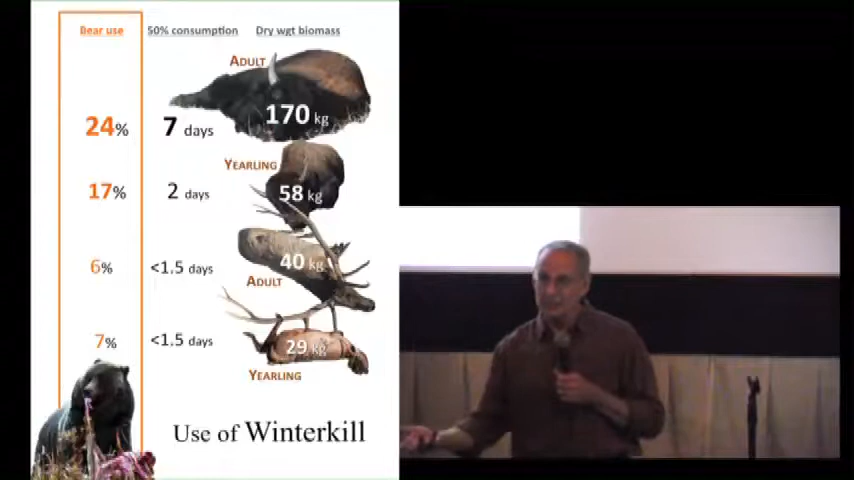 Bear use 50% consumption Dry wgt biomass
ADULT
24% 7 days 170 kg
YEARLING
17% 2 days 58 kg
6% <1.5 days 40 kg
ADULT
7% <1.5 days 29 kg
YEARLING
Use of Winterkill